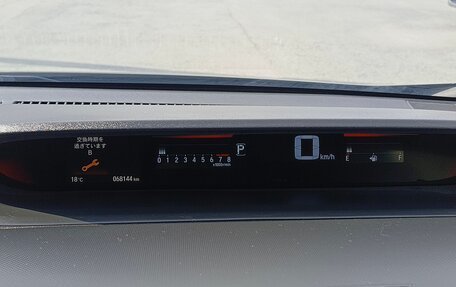 交換時期を
過ぎています
B
18℃
068144 km
0 1 2 3 4 5 6 7 8
x1000r/min
P
0 km/h
E F